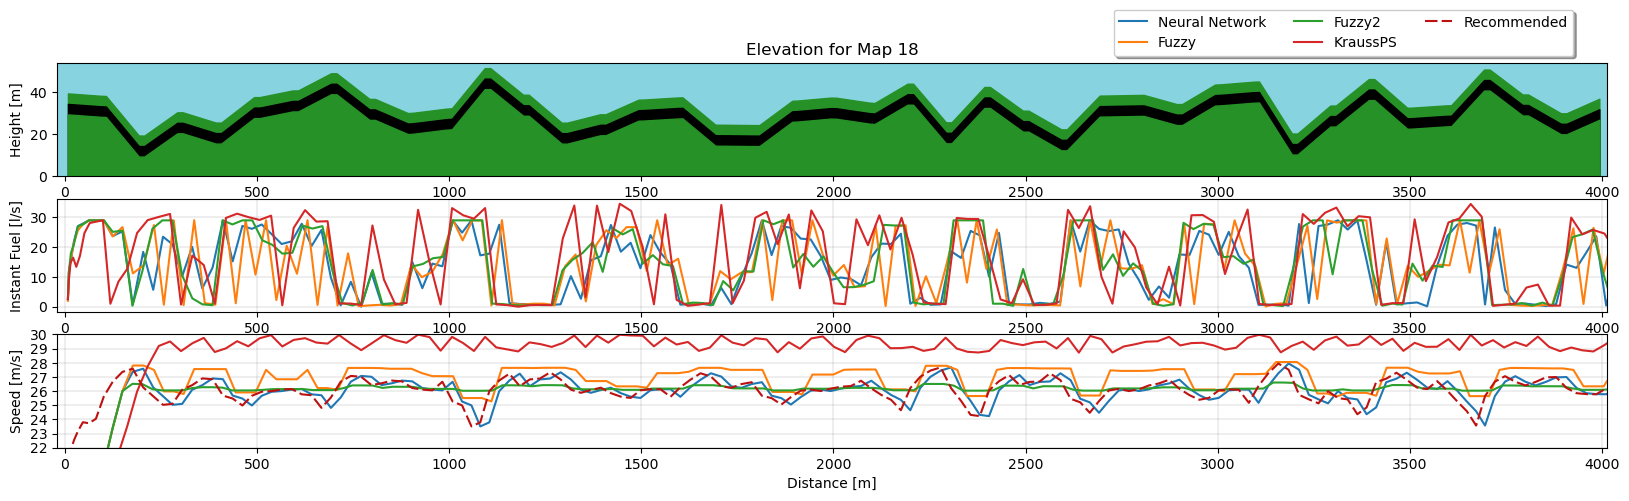 Neural Network
Fuzzy
Fuzzy2
KraussPS
Recommended
Elevation for Map 18
Height [m]
40
20
0
0 500 1000 1500 2000 2500 3000 3500 4000
Instant Fuel [l/s]
30
20
10
0
0 500 1000 1500 2000 2500 3000 3500 4000
Speed [m/s]
30
29
28
27
26
25
24
23
22
0 500 1000 1500 2000 2500 3000 3500 4000
Distance [m]